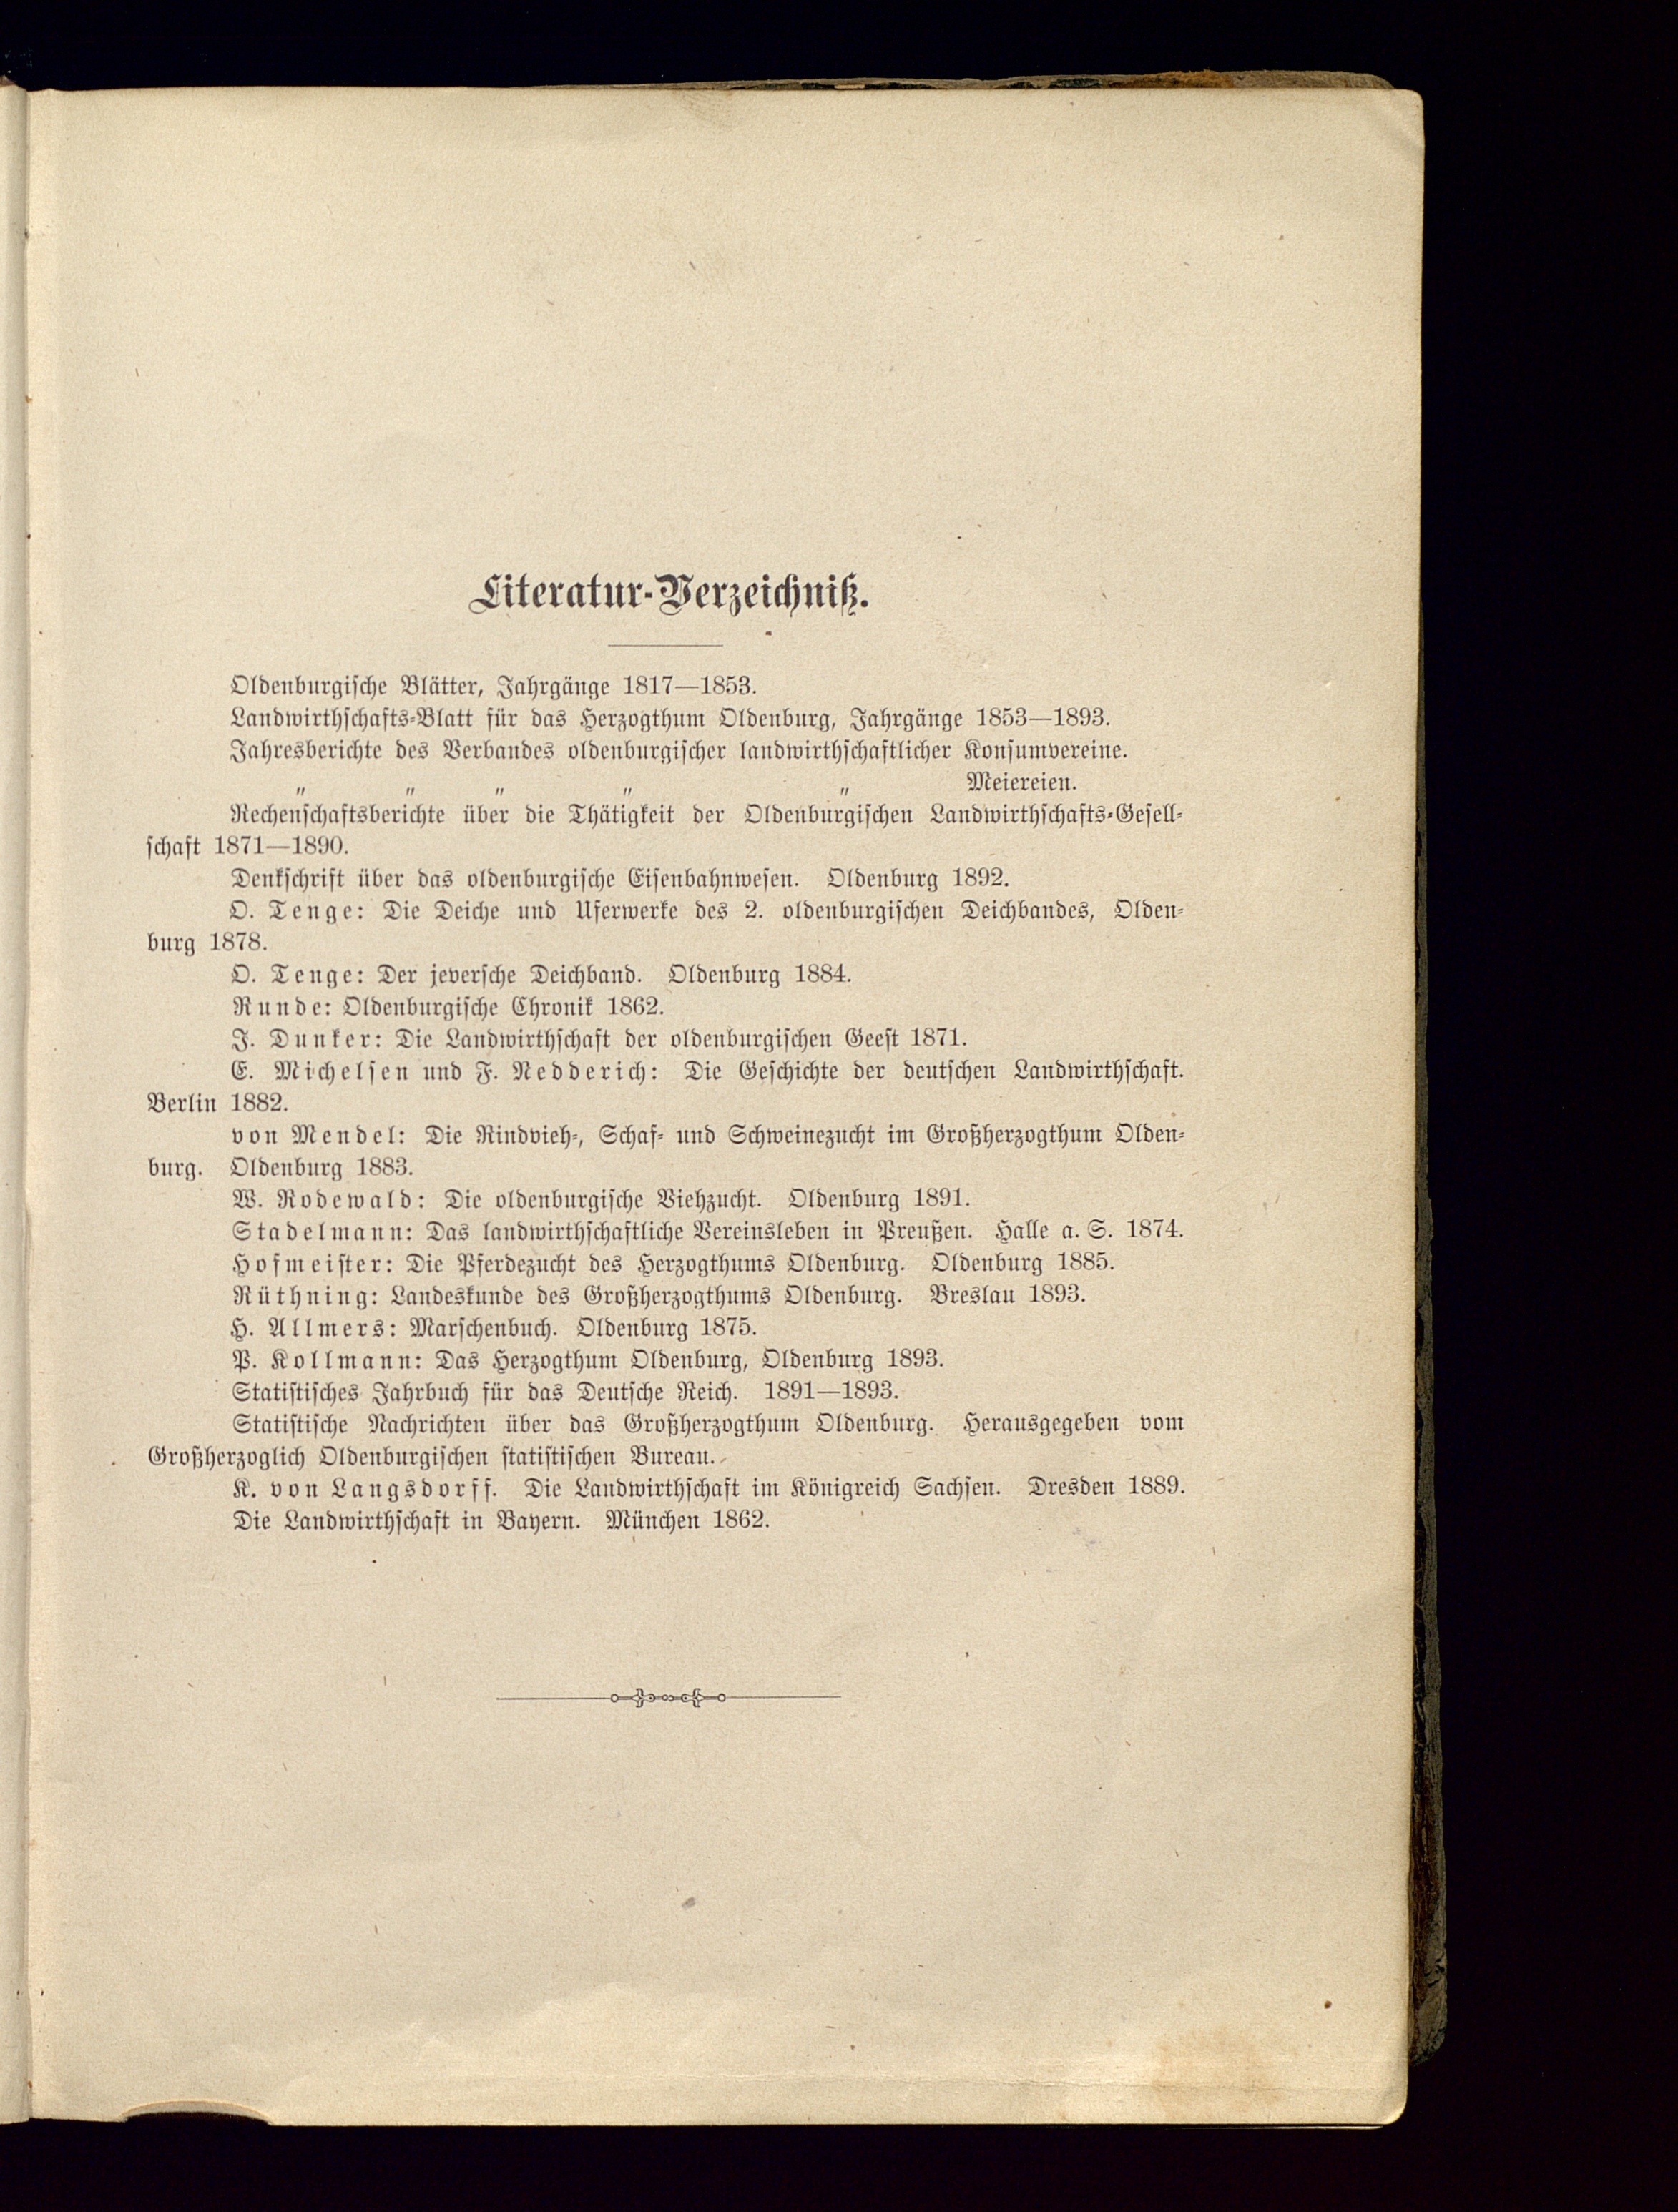 Literatur-Verzeichniß.
Oldenburgische Blätter, Jahrgänge 1817—1853.
Landwirthschafts-Blatt für das Herzogthum Oldenburg, Jahrgänge 1853—1893.
Jahresberichte des Verbandes oldenburgischer landwirthschaftlicher Konsumvereine.
" " " " " Meiereien.
Rechenschaftsberichte über die Thätigkeit der Oldenburgischen Landwirthschafts-Gesell-
schaft 1871—1890.
Denkschrift über das oldenburgische Eisenbahnwesen. Oldenburg 1892.
O. Tenge: Die Deiche und Uferwerke des 2. oldenburgischen Deichbandes, Olden-
burg 1878.
O. Tenge: Der jeversche Deichband. Oldenburg 1884.
Runde: Oldenburgische Chronik 1862.
J. Dunker: Die Landwirthschaft der oldenburgischen Geest 1871.
E. Michelsen und F. Nedderich: Die Geschichte der deutschen Landwirthschaft.
Berlin 1882.
von Mendel: Die Rindvieh-, Schaf- und Schweinezucht im Großherzogthum Olden-
burg. Oldenburg 1883.
W. Rodewald: Die oldenburgische Viehzucht. Oldenburg 1891.
Stadelmann: Das landwirthschaftliche Vereinsleben in Preußen. Halle a. S. 1874.
Hofmeister: Die Pferdezucht des Herzogthums Oldenburg. Oldenburg 1885.
Rüthning: Landeskunde des Großherzogthums Oldenburg. Breslau 1893.
H. Allmers: Marschenbuch. Oldenburg 1875.
P. Kollmann: Das Herzogthum Oldenburg, Oldenburg 1893.
Statistisches Jahrbuch für das Deutsche Reich. 1891—1893.
Statistische Nachrichten über das Großherzogthum Oldenburg. Herausgegeben vom
Großherzoglich Oldenburgischen statistischen Bureau.
K. von Langsdorff. Die Landwirthschaft im Königreich Sachsen. Dresden 1889.
Die Landwirthschaft in Bayern. München 1862.